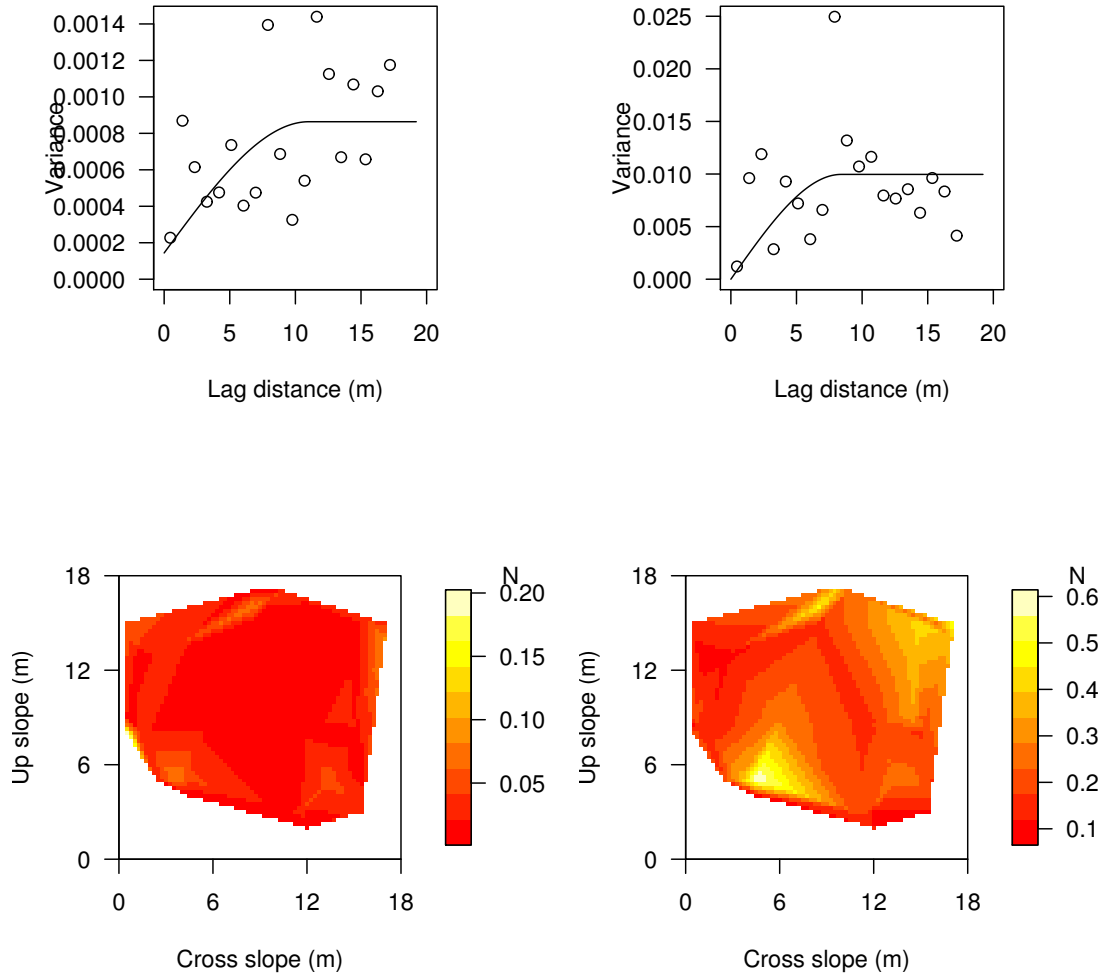 0.0014
0.0012
0.0010
0.0008
0.0006
0.0004
0.0002
0.0000
Variance
0 5 10 15 20
Lag distance (m)
0.025
0.020
0.015
0.010
0.005
0.000
Variance
0 5 10 15 20
Lag distance (m)
18
12
6
0
Up slope (m)
0 6 12 18
Cross slope (m)
N
0.20
0.15
0.10
0.05
18
12
6
0
Up slope (m)
0 6 12 18
Cross slope (m)
N
0.6
0.5
0.4
0.3
0.2
0.1